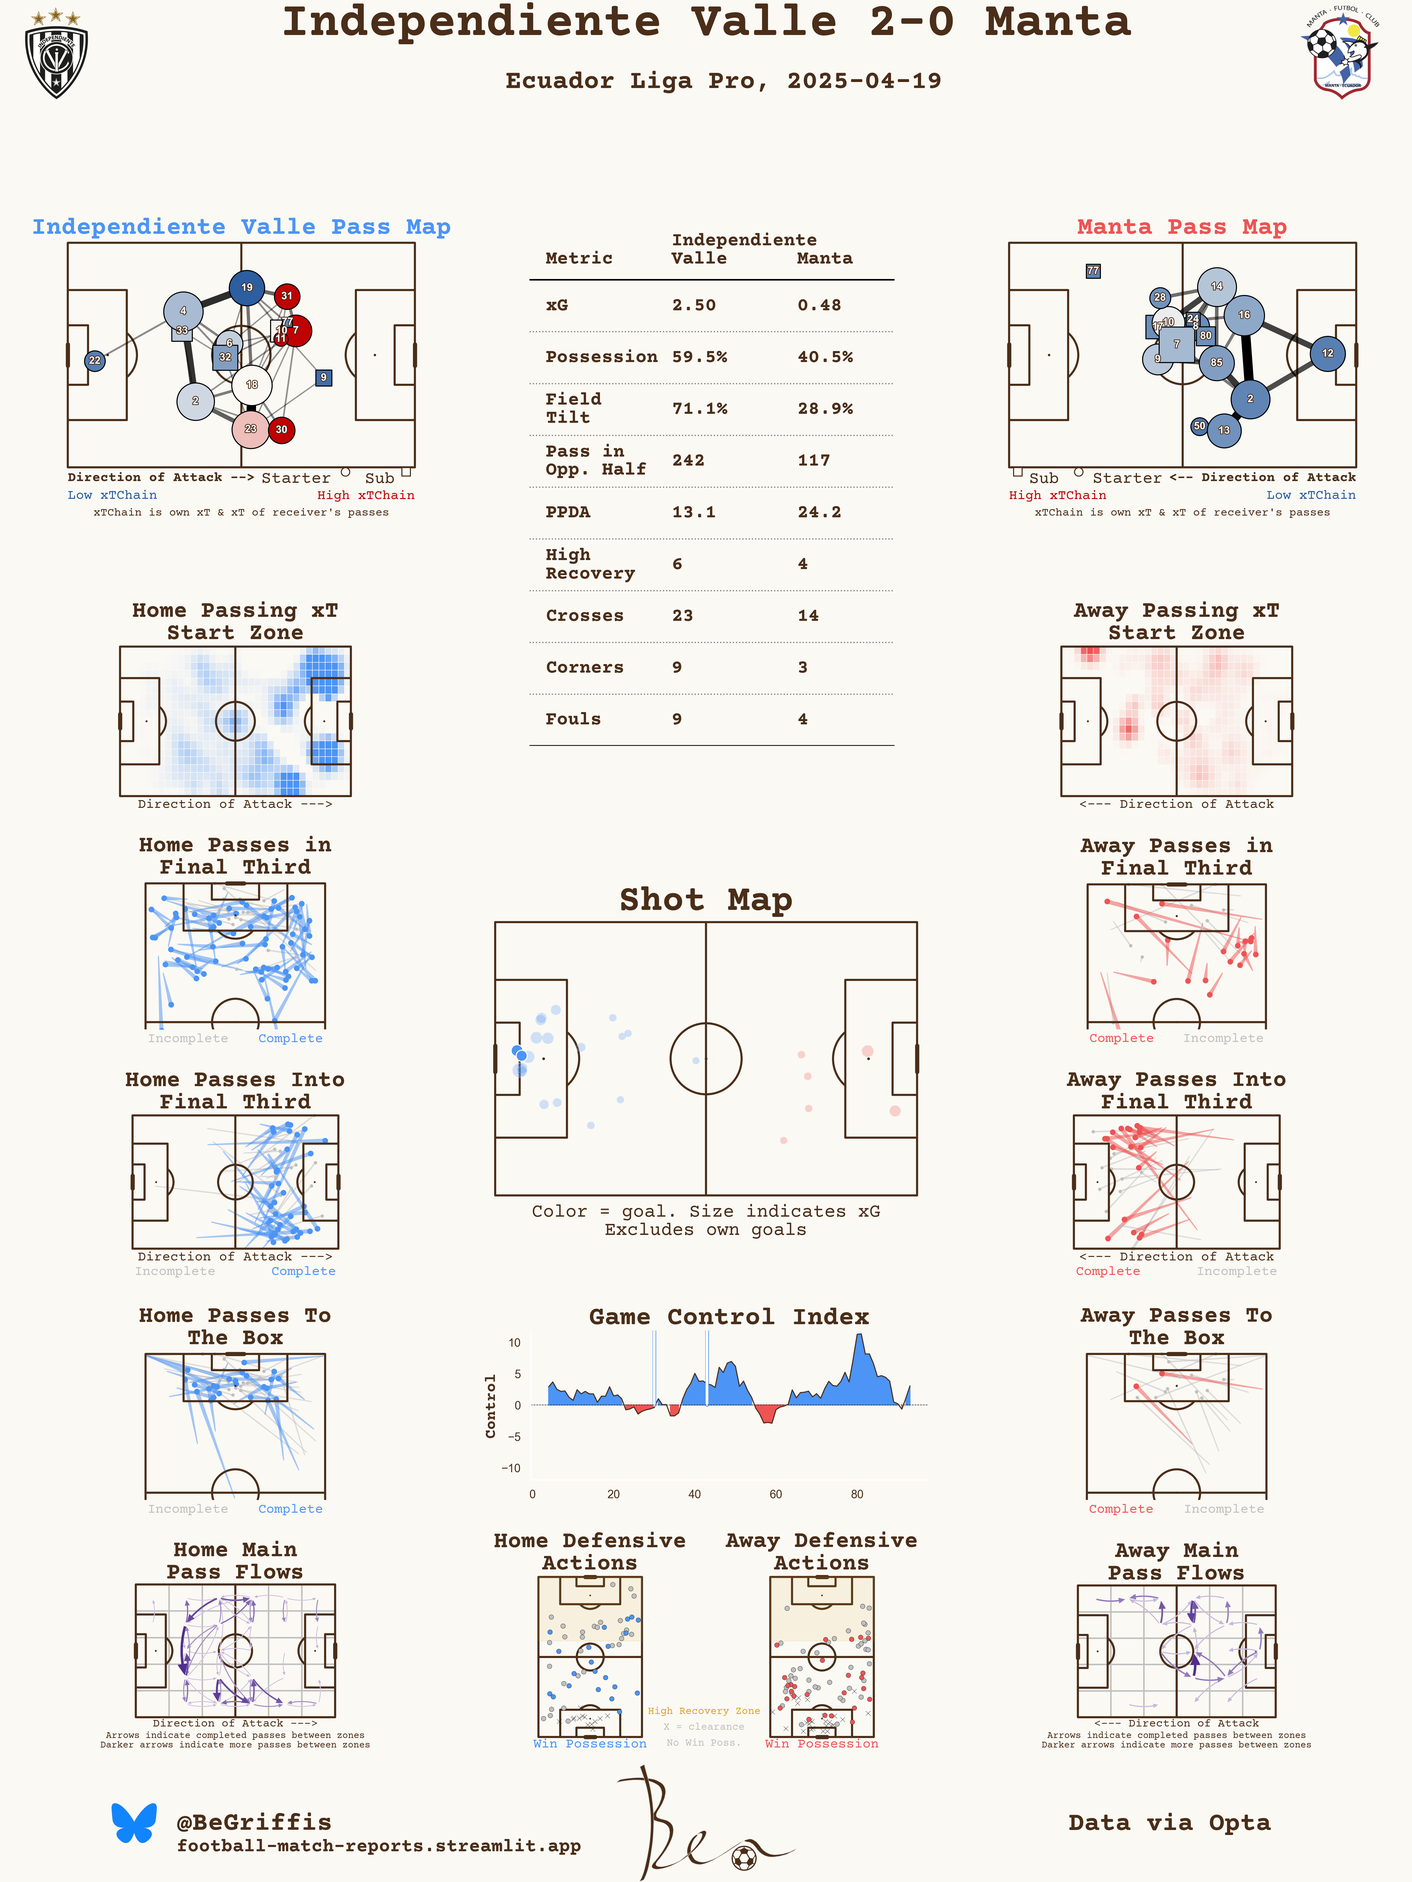 Independiente Valle 2-0 Manta
Ecuador Liga Pro, 2025-04-19
INDEPENDIENTE
MANTA · FUTBOL · CLUB
MANTA - ECUADOR
Independiente Valle Pass Map
22
4
33
2
19
6
32
18
23
31
77
10
7
11
30
9
Direction of Attack --> Starter Sub
Low xTChain High xTChain
xTChain is own xT & xT of receiver's passes
Metric Independiente Valle Manta
xG 2.50 0.48
Possession 59.5% 40.5%
Field Tilt 71.1% 28.9%
Pass in Opp. Half 242 117
PPDA 13.1 24.2
High Recovery 6 4
Crosses 23 14
Corners 9 3
Fouls 9 4
Manta Pass Map
77
28
14
16
17
10
24
8
80
7
9
85
12
2
50
13
Sub Starter <-- Direction of Attack
High xTChain Low xTChain
xTChain is own xT & xT of receiver's passes
Home Passing xT
Start Zone
Direction of Attack --->
Away Passing xT
Start Zone
<--- Direction of Attack
Home Passes in
Final Third
Incomplete Complete
Away Passes in
Final Third
Complete Incomplete
Shot Map
Color = goal. Size indicates xG
Excludes own goals
Home Passes Into
Final Third
Direction of Attack --->
Incomplete Complete
Away Passes Into
Final Third
<--- Direction of Attack
Complete Incomplete
Home Passes To
The Box
Incomplete Complete
Game Control Index
Control
10
5
0
−5
−10
0 20 40 60 80
Away Passes To
The Box
Complete Incomplete
Home Main
Pass Flows
Direction of Attack --->
Arrows indicate completed passes between zones
Darker arrows indicate more passes between zones
Home Defensive
Actions
Win Possession
High Recovery Zone
X = clearance
No Win Poss.
Away Defensive
Actions
Win Possession
Away Main
Pass Flows
<--- Direction of Attack
Arrows indicate completed passes between zones
Darker arrows indicate more passes between zones
@BeGriffis
football-match-reports.streamlit.app
Ben
Data via Opta